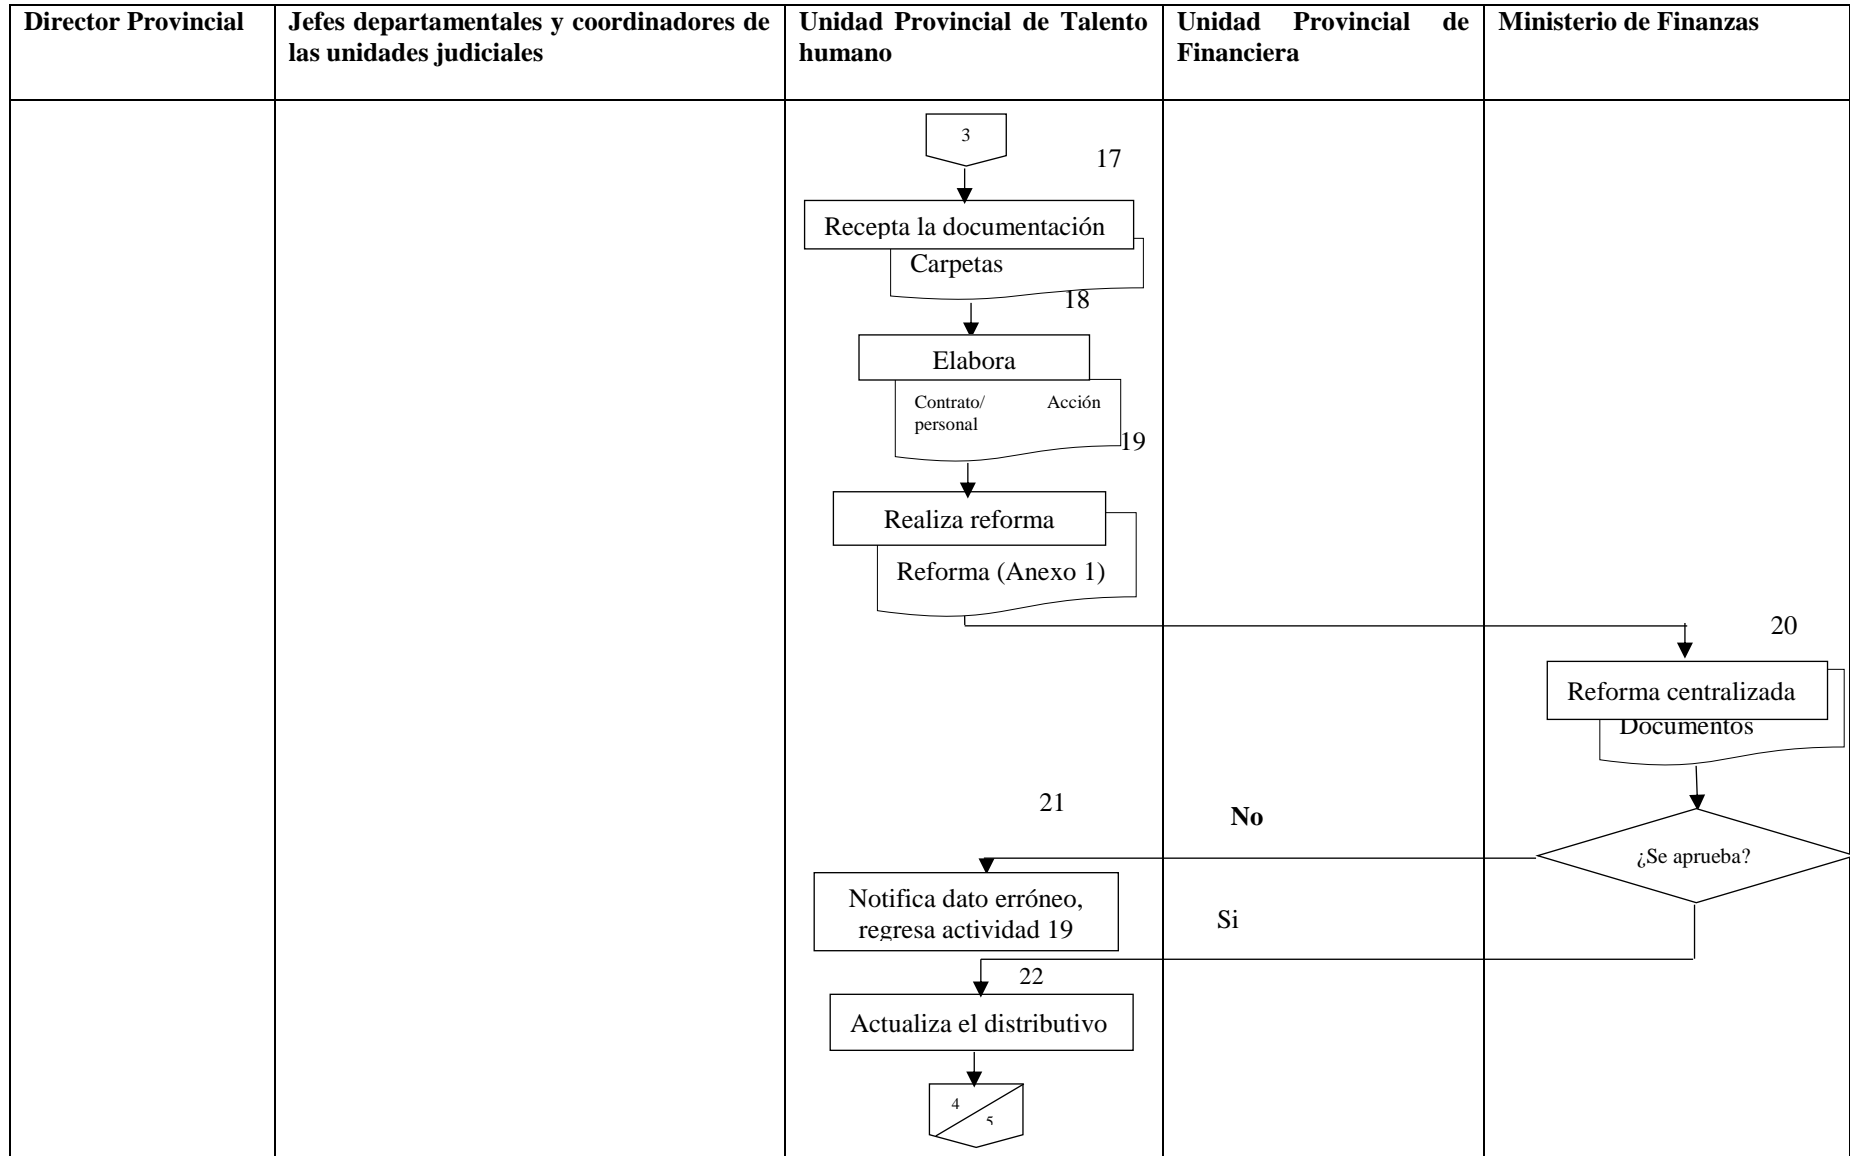 Director Provincial
Jefes departamentales y coordinadores de
las unidades judiciales
Unidad Provincial de Talento
humano
Unidad Provincial de
Financiera
Ministerio de Finanzas
3
17
Recepta la documentación
Carpetas
18
Elabora
Contrato/ Acción
personal
19
Realiza reforma
Reforma (Anexo 1)
20
Reforma centralizada
Documentos
21
No
¿Se aprueba?
Notifica dato erróneo,
regresa actividad 19
Si
22
Actualiza el distributivo
4
5